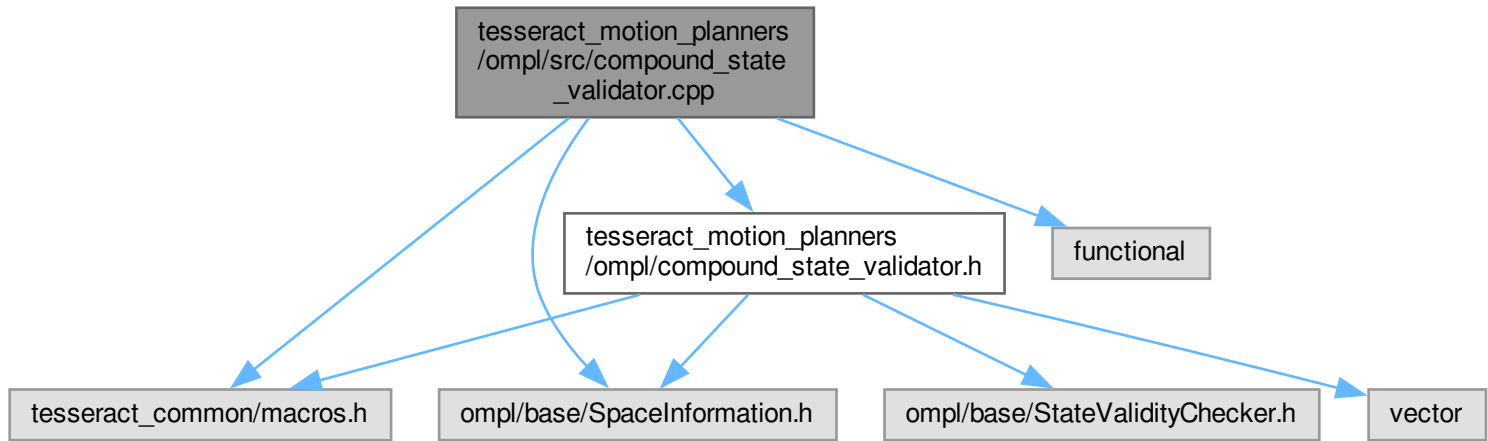 tesseract_motion_planners
/ompl/src/compound_state
_validator.cpp
tesseract_motion_planners
/ompl/compound_state_validator.h
functional
tesseract_common/macros.h
ompl/base/SpaceInformation.h
ompl/base/StateValidityChecker.h
vector